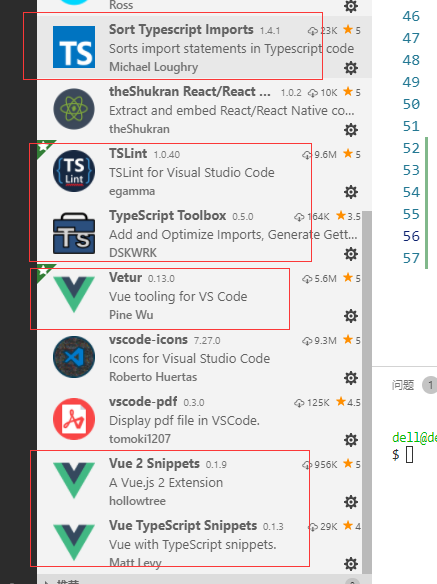 Ross
Sort Typescript Imports 1.4.1 23K 5
Sorts import statements in Typescript code
Michael Loughry
theShukran React/React ... 1.0.2 10K 5
Extract and embed React/React Native co...
theShukran
TSLint 1.0.40 9.6M 5
TSLint for Visual Studio Code
egamma
TypeScript Toolbox 0.5.0 164K 3.5
Add and Optimize Imports, Generate Gett...
DSKWRK
Vetur 0.13.0 5.6M 5
Vue tooling for VS Code
Pine Wu
vscode-icons 7.27.0 9.3M 5
Icons for Visual Studio Code
Roberto Huertas
vscode-pdf 0.3.0 125K 4.5
Display pdf file in VSCode.
tomoki1207
Vue 2 Snippets 0.1.9 956K 5
A Vue.js 2 Extension
hollowtree
Vue TypeScript Snippets 0.1.3 29K 4
Vue with TypeScript snippets.
Matt Levy
TS
TS
Lint
Ts
46
47
48
49
50
51
52
53
54
55
56
57
问题 1
dell@de
$